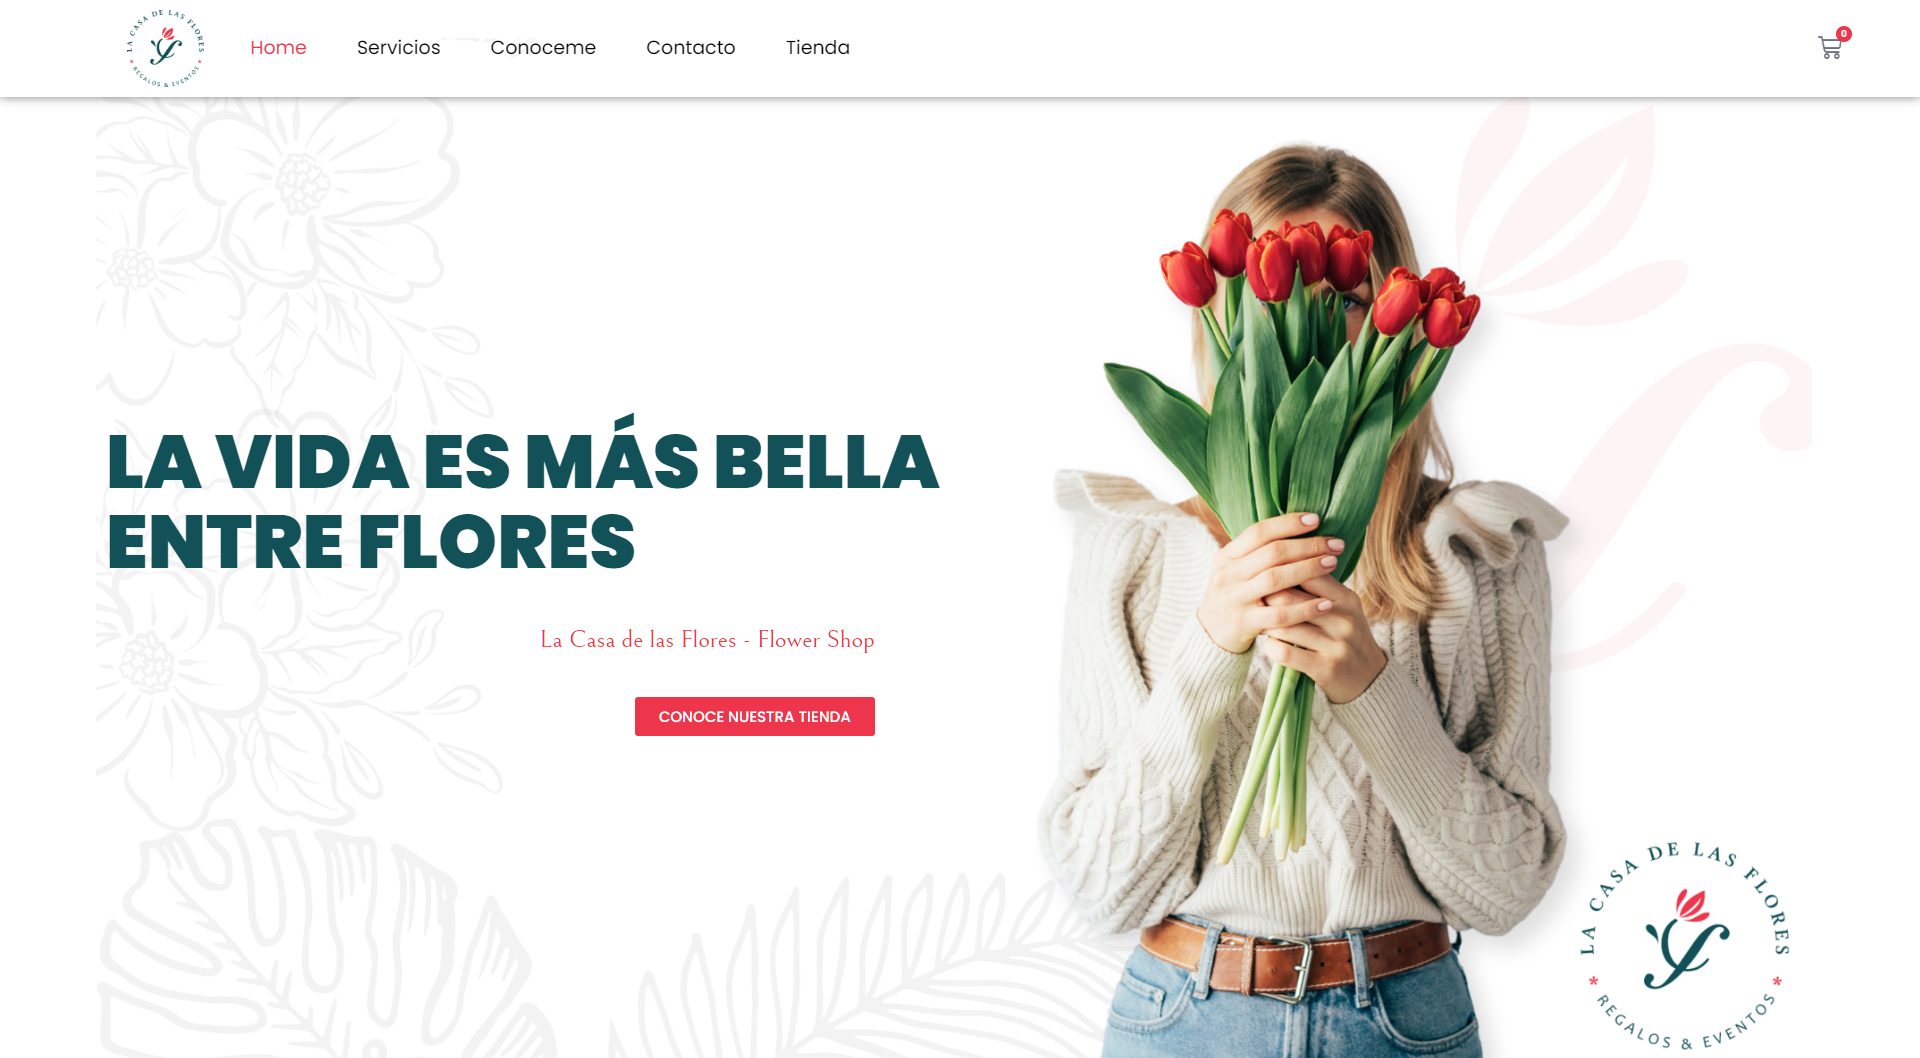 LA CASA DE LAS FLORES
* REGALOS & EVENTOS *
Home
Servicios
Conoceme
Contacto
Tienda
0
LA VIDA ES MÁS BELLA
ENTRE FLORES
La Casa de las Flores - Flower Shop
CONOCE NUESTRA TIENDA
LA CASA DE LAS FLORES
* REGALOS & EVENTOS *